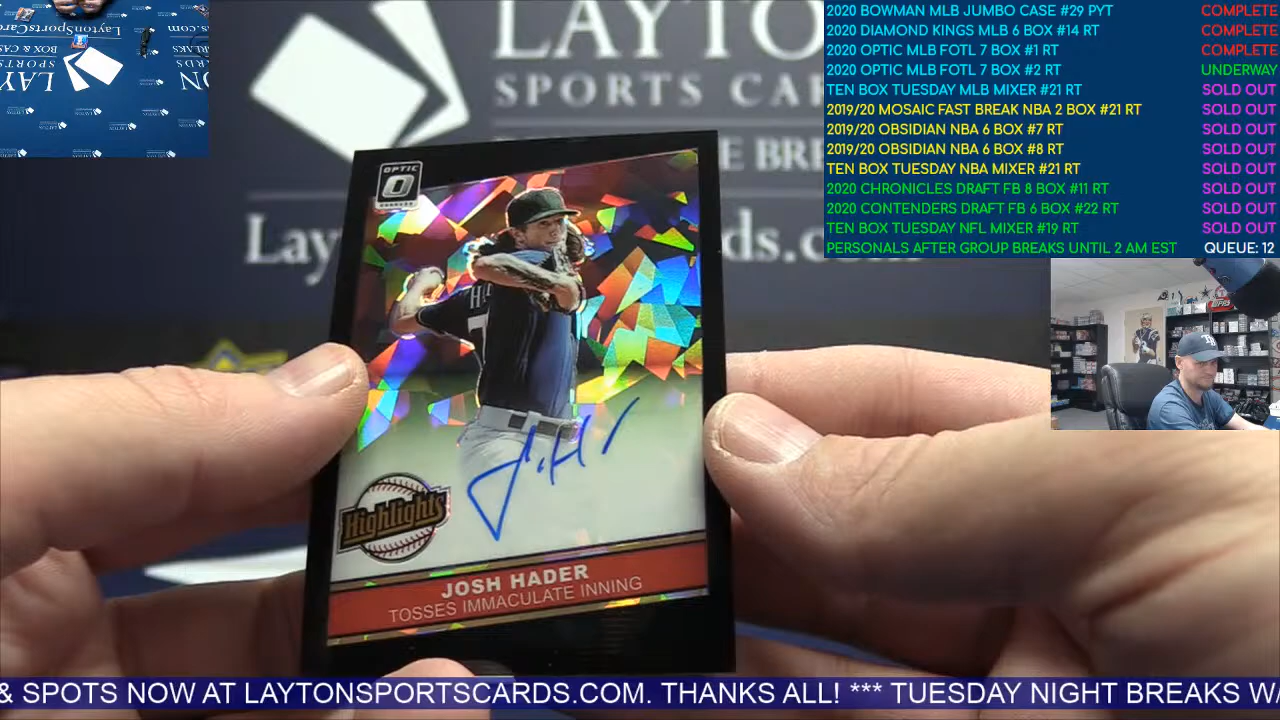 2020 BOWMAN MLB JUMBO CASE #29 PYT COMPLETE
2020 DIAMOND KINGS MLB 6 BOX #14 RT COMPLETE
2020 OPTIC MLB FOTL 7 BOX #1 RT COMPLETE
2020 OPTIC MLB FOTL 7 BOX #2 RT UNDERWAY
TEN BOX TUESDAY MLB MIXER #21 RT SOLD OUT
2019/20 MOSAIC FAST BREAK NBA 2 BOX #21 RT SOLD OUT
2019/20 OBSIDIAN NBA 6 BOX #7 RT SOLD OUT
2019/20 OBSIDIAN NBA 6 BOX #8 RT SOLD OUT
TEN BOX TUESDAY NBA MIXER #21 RT SOLD OUT
2020 CHRONICLES DRAFT FB 8 BOX #11 RT SOLD OUT
2020 CONTENDERS DRAFT FB 6 BOX #22 RT SOLD OUT
TEN BOX TUESDAY NFL MIXER #19 RT SOLD OUT
PERSONALS AFTER GROUP BREAKS UNTIL 2 AM EST QUEUE: 12
LAYTO
SPORTS CARDS
E BRE
Lay ds.com
OPTIC
Highlights
JOSH HADER
TOSSES IMMACULATE INNING
& SPOTS NOW AT LAYTONSPORTSCARDS.COM. THANKS ALL! *** TUESDAY NIGHT BREAKS WA